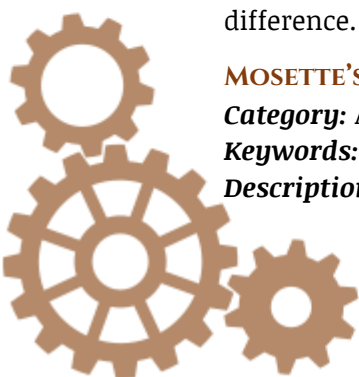 difference.
MOSETTE'S
Category:
Keywords:
Description